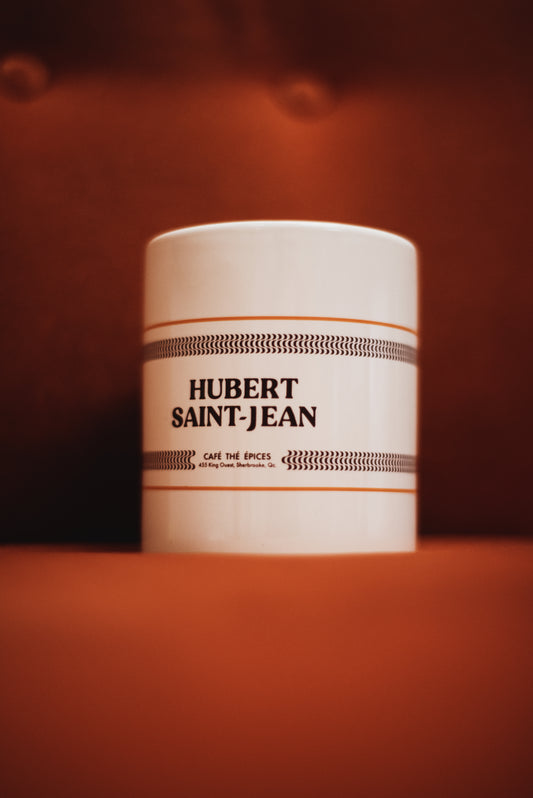 HUBERT
SAINT-JEAN
CAFÉ THÉ ÉPICES
455 King Ouest, Sherbrooke, Qc.